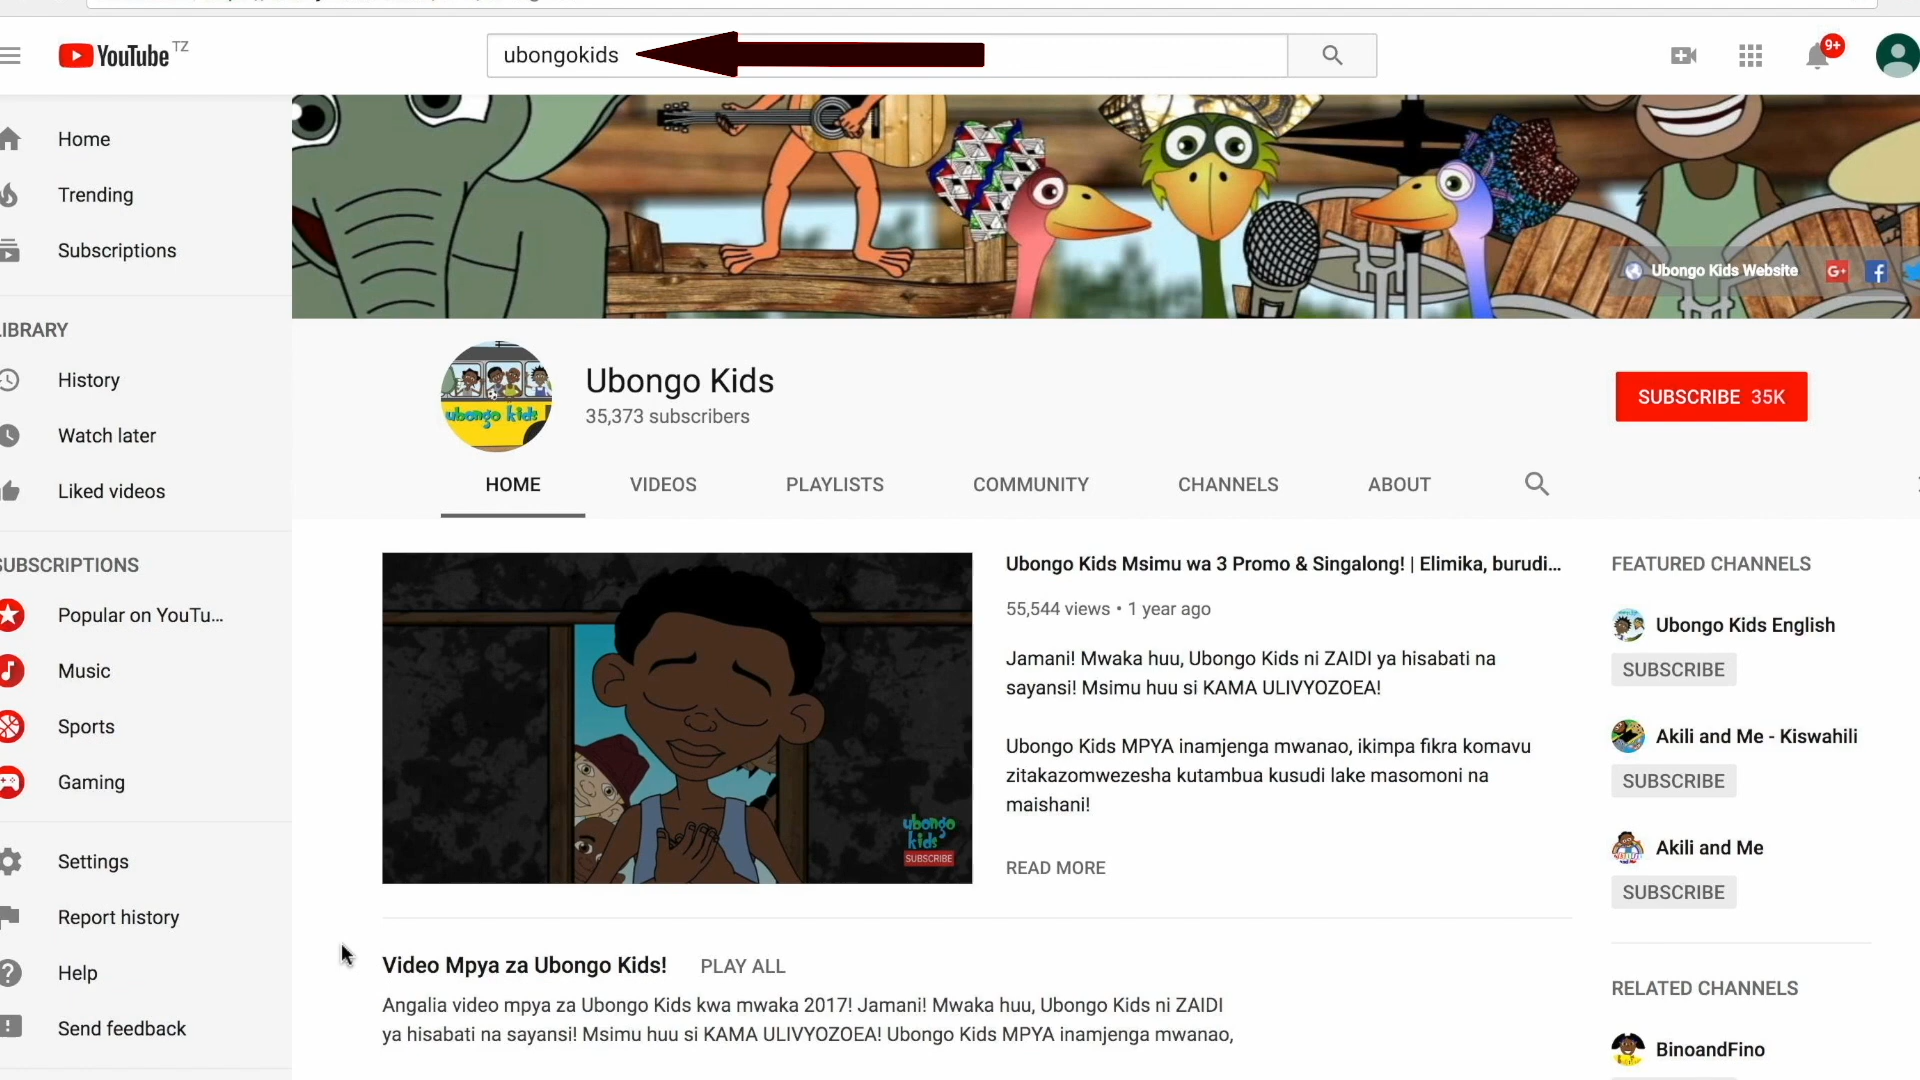 YouTube TZ
ubongokids
9+
Home
Trending
Subscriptions
LIBRARY
History
Watch later
Liked videos
SUBSCRIPTIONS
Popular on YouTu...
Music
Sports
Gaming
Settings
Report history
Help
Send feedback
Ubongo Kids Website
G+ f
ubongo kids
Ubongo Kids
35,373 subscribers
SUBSCRIBE 35K
HOME VIDEOS PLAYLISTS COMMUNITY CHANNELS ABOUT
ubongo
kids
SUBSCRIBE
Ubongo Kids Msimu wa 3 Promo & Singalong! | Elimika, burudi...
55,544 views • 1 year ago
Jamani! Mwaka huu, Ubongo Kids ni ZAIDI ya hisabati na
sayansi! Msimu huu si KAMA ULIVYOZOEA!
Ubongo Kids MPYA inamjenga mwanao, ikimpa fikra komavu
zitakazomwezesha kutambua kusudi lake masomoni na
maishani!
READ MORE
Video Mpya za Ubongo Kids! PLAY ALL
Angalia video mpya za Ubongo Kids kwa mwaka 2017! Jamani! Mwaka huu, Ubongo Kids ni ZAIDI
ya hisabati na sayansi! Msimu huu si KAMA ULIVYOZOEA! Ubongo Kids MPYA inamjenga mwanao,
FEATURED CHANNELS
Ubongo Kids English
SUBSCRIBE
Akili and Me - Kiswahili
SUBSCRIBE
Akili and Me
SUBSCRIBE
RELATED CHANNELS
BinoandFino